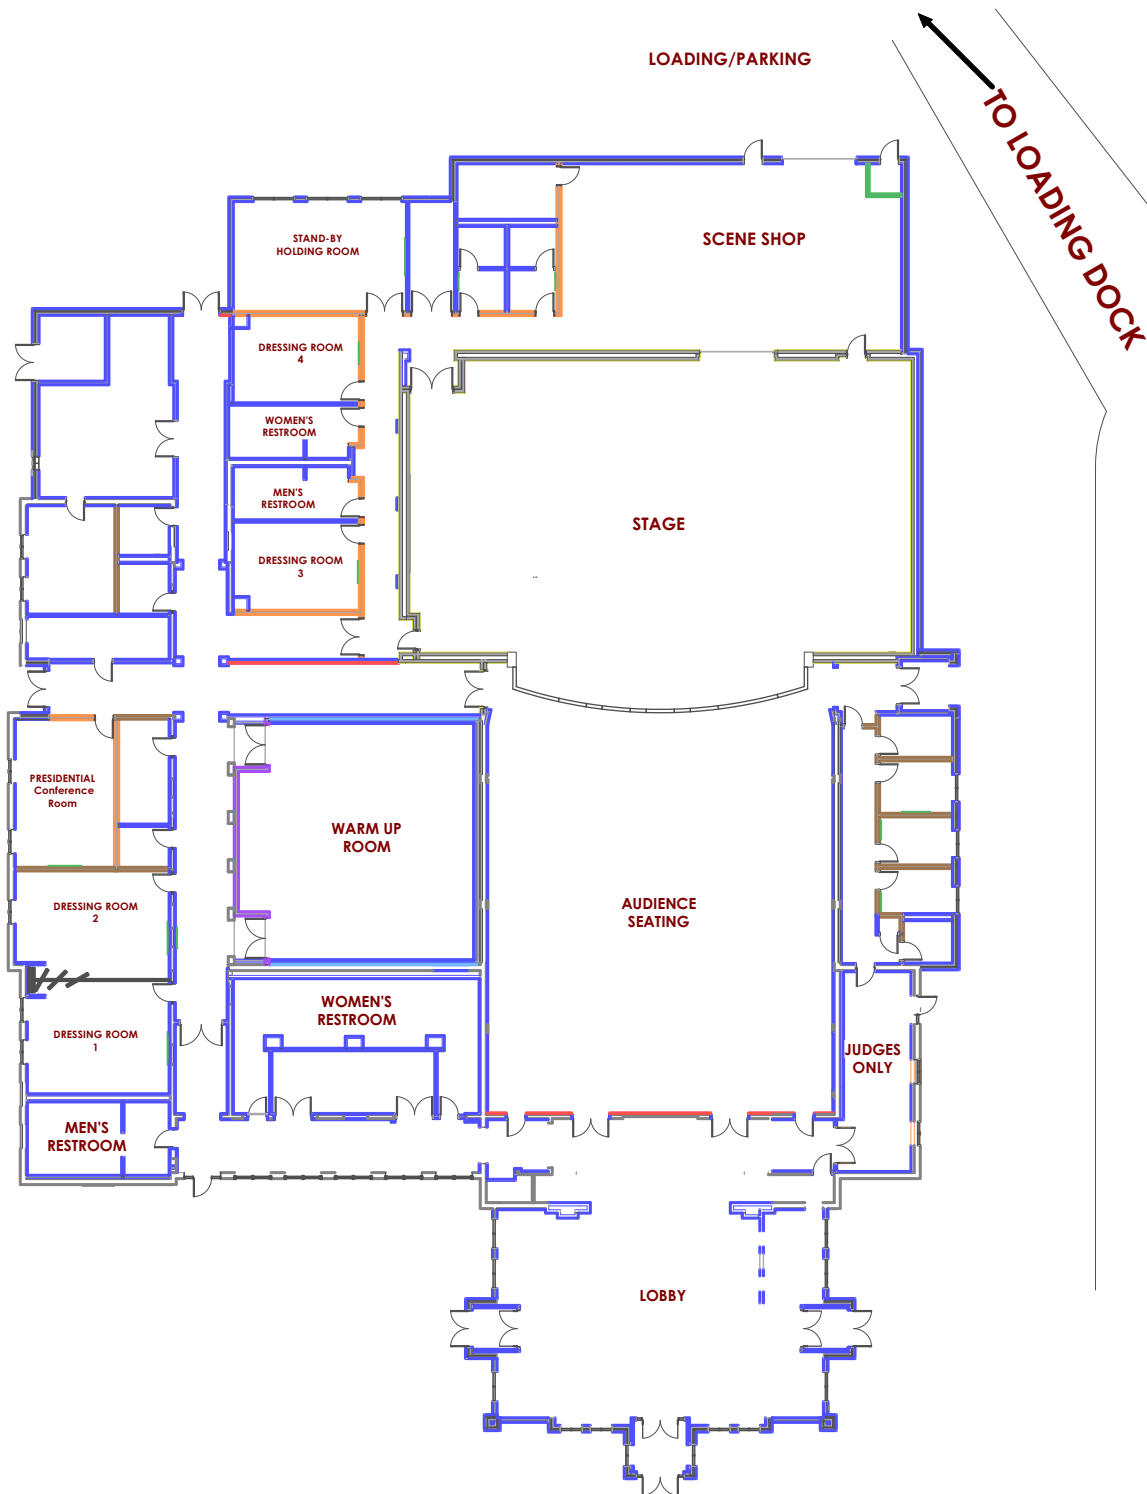 LOADING/PARKING
TO LOADING DOCK
STAND-BY
HOLDING ROOM
SCENE SHOP
DRESSING ROOM
4
WOMEN'S
RESTROOM
MEN'S
RESTROOM
STAGE
DRESSING ROOM
3
PRESIDENTIAL
Conference
Room
WARM UP
ROOM
DRESSING ROOM
2
AUDIENCE
SEATING
WOMEN'S
RESTROOM
DRESSING ROOM
1
JUDGES
ONLY
MEN'S
RESTROOM
LOBBY